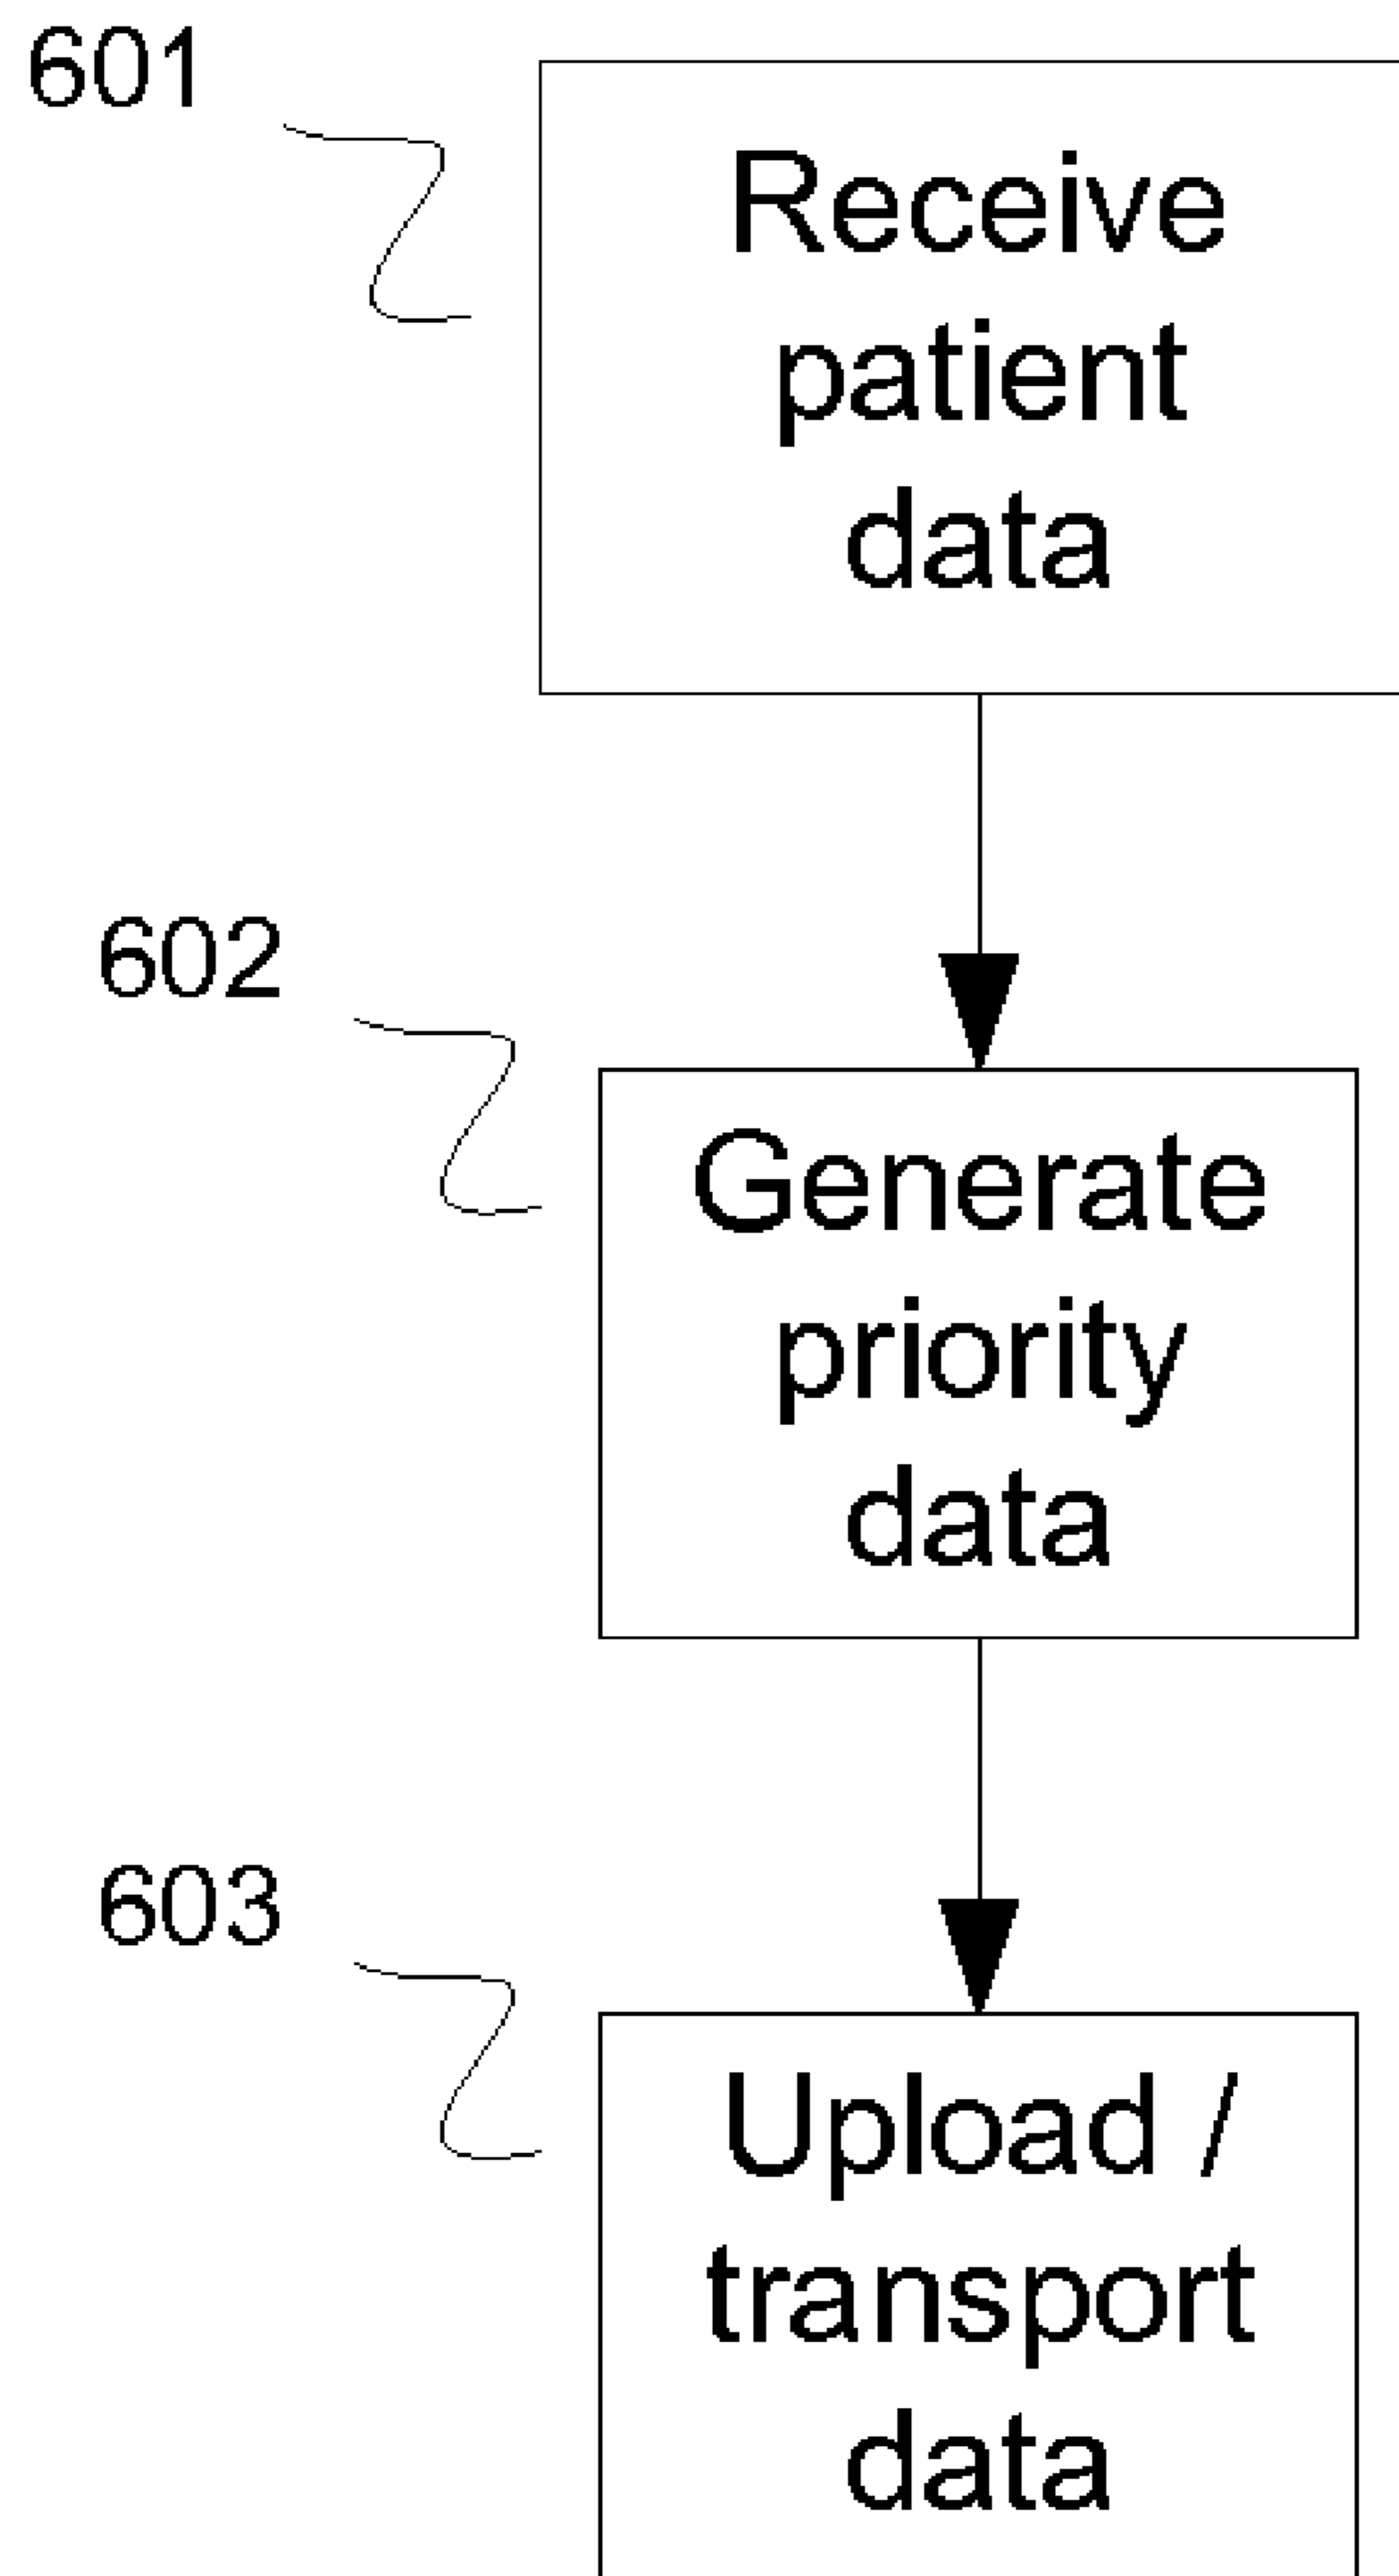 601
Receive
patient
data
602
Generate
priority
data
603
Upload /
transport
data